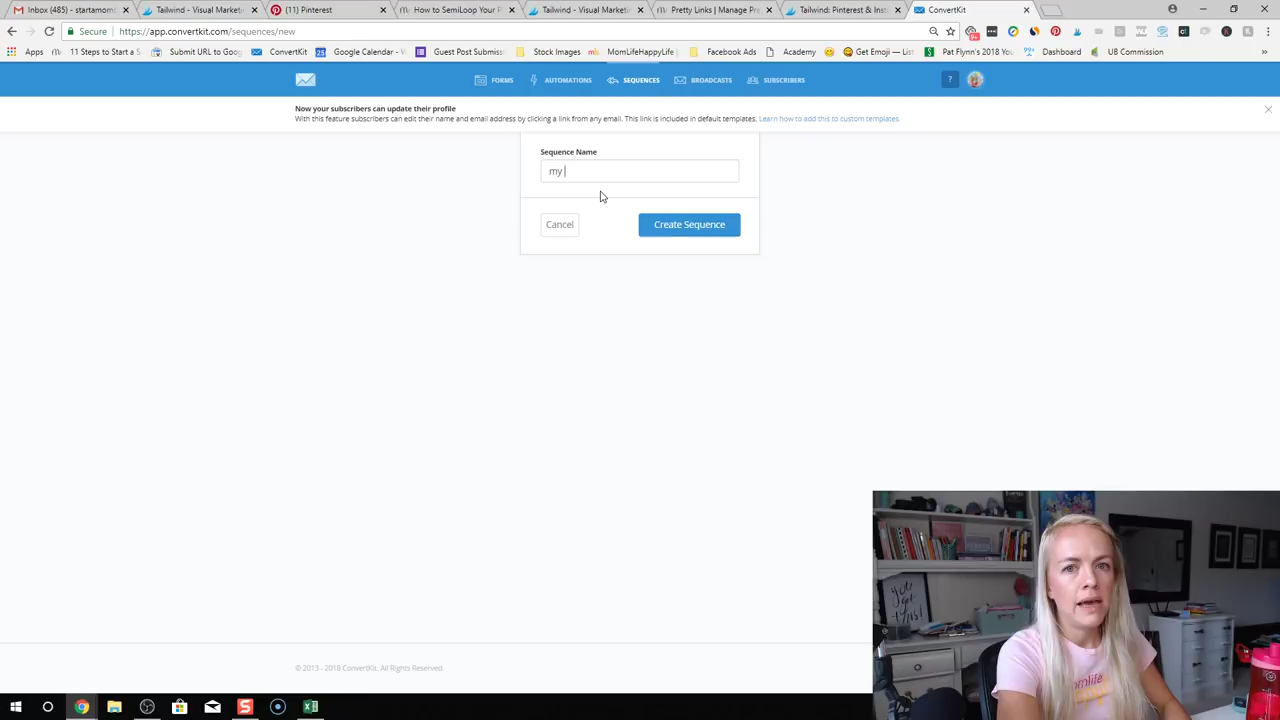 Inbox (485) - startamom
Tailwind - Visual Market
(11) Pinterest
How to SemiLoop Your P
Tailwind - Visual Market
Pretty Links | Manage Pr
Tailwind: Pinterest & Inst
ConvertKit
Secure | https://app.convertkit.com/sequences/new
Apps
11 Steps to Start a
Submit URL to Goog
ConvertKit
Google Calendar -
Guest Post Submiss
Stock Images
MomLifeHappyLife
Facebook Ads
Academy
Get Emoji — List
Pat Flynn's 2018 You
Dashboard
UB Commission
FORMS
AUTOMATIONS
SEQUENCES
BROADCASTS
SUBSCRIBERS
?
Now your subscribers can update their profile
With this feature subscribers can edit their name and email address by clicking a link from any email. This link is included in default templates. Learn how to add this to custom templates.
Sequence Name
my
Cancel
Create Sequence
you got this!
© 2013 - 2018 ConvertKit. All Rights Reserved.